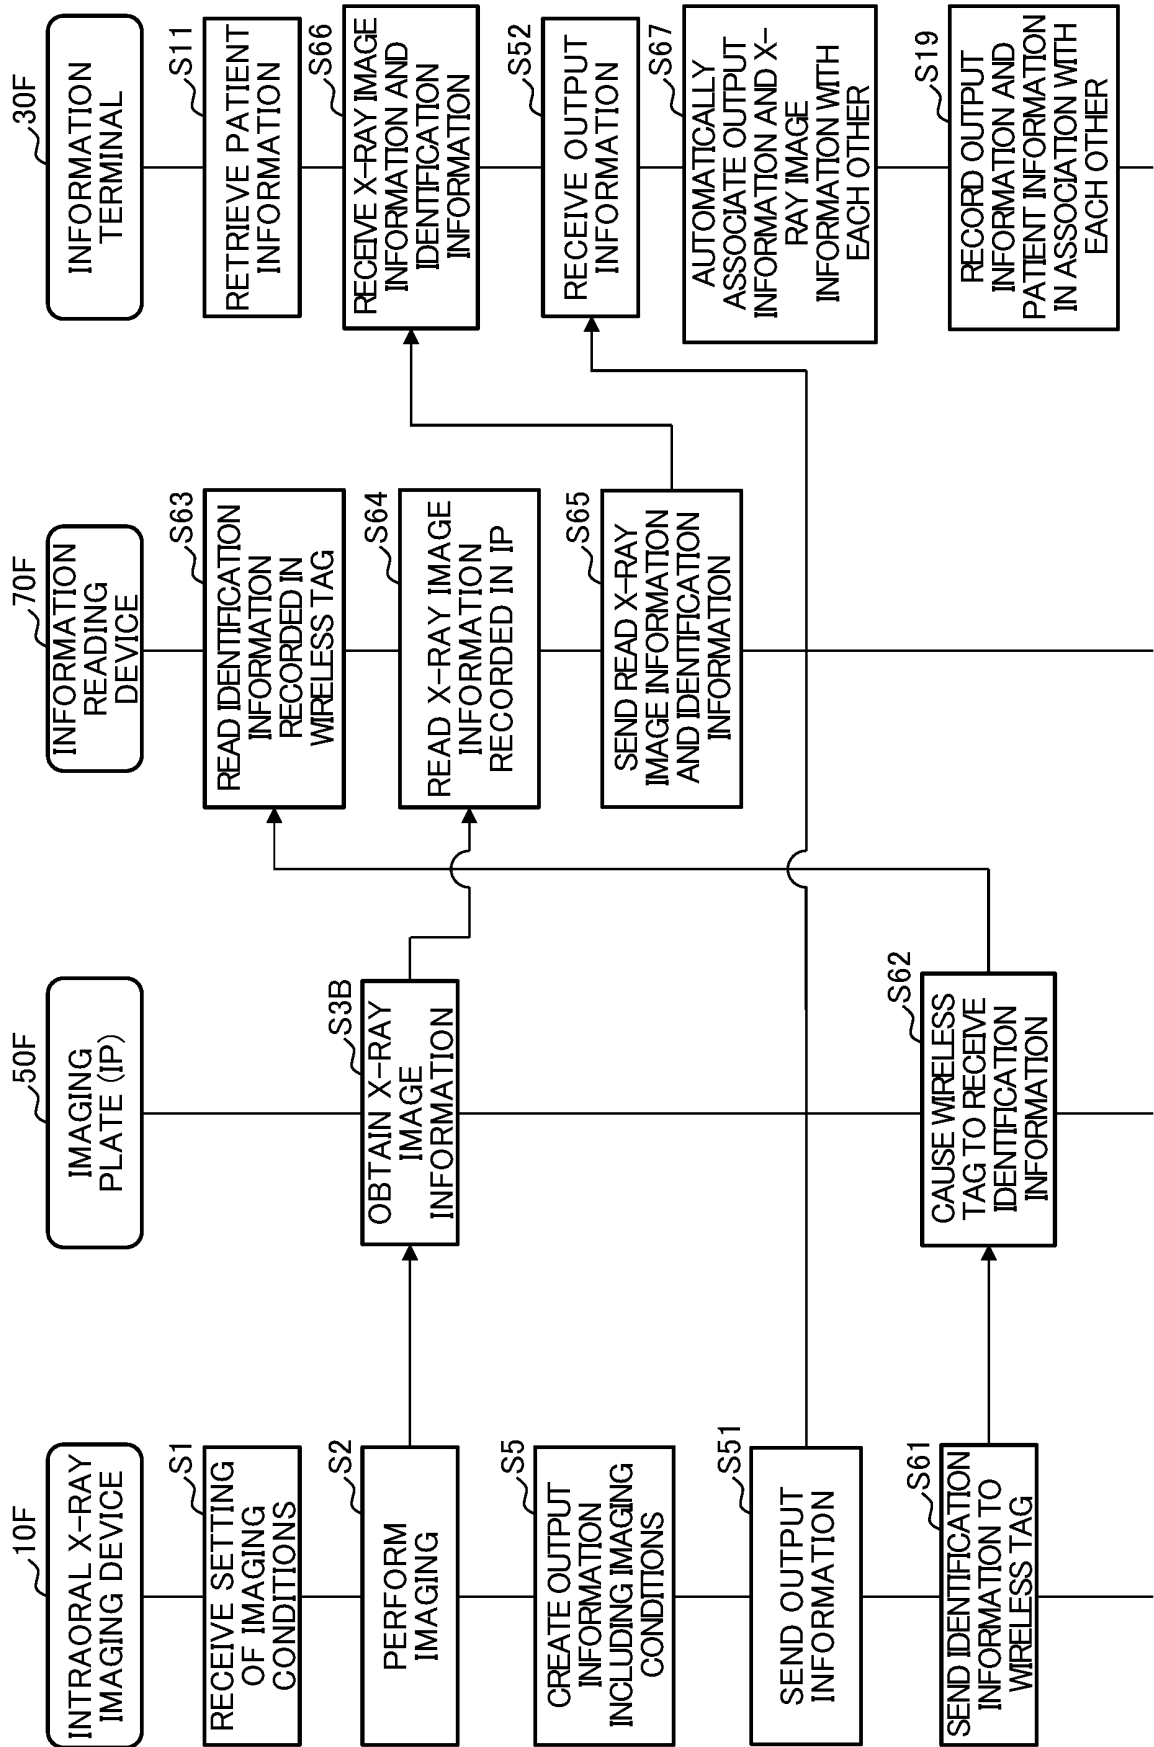 10F
INTRAORAL X-RAY
IMAGING DEVICE
S1
RECEIVE SETTING
OF IMAGING
CONDITIONS
S2
PERFORM
IMAGING
S5
CREATE OUTPUT
INFORMATION
INCLUDING IMAGING
CONDITIONS
S51
SEND OUTPUT
INFORMATION
S61
SEND IDENTIFICATION
INFORMATION TO
WIRELESS TAG
50F
IMAGING
PLATE (IP)
S3B
OBTAIN X-RAY
IMAGE
INFORMATION
S62
CAUSE WIRELESS
TAG TO RECEIVE
IDENTIFICATION
INFORMATION
70F
INFORMATION
READING
DEVICE
S63
READ IDENTIFICATION
INFORMATION
RECORDED IN
WIRELESS TAG
S64
READ X-RAY IMAGE
INFORMATION
RECORDED IN IP
S65
SEND READ X-RAY
IMAGE INFORMATION
AND IDENTIFICATION
INFORMATION
30F
INFORMATION
TERMINAL
S11
RETRIEVE PATIENT
INFORMATION
S66
RECEIVE X-RAY IMAGE
INFORMATION AND
IDENTIFICATION
INFORMATION
S52
RECEIVE OUTPUT
INFORMATION
S67
AUTOMATICALLY
ASSOCIATE OUTPUT
INFORMATION AND X-
RAY IMAGE
INFORMATION WITH
EACH OTHER
S19
RECORD OUTPUT
INFORMATION AND
PATIENT INFORMATION
IN ASSOCIATION WITH
EACH OTHER